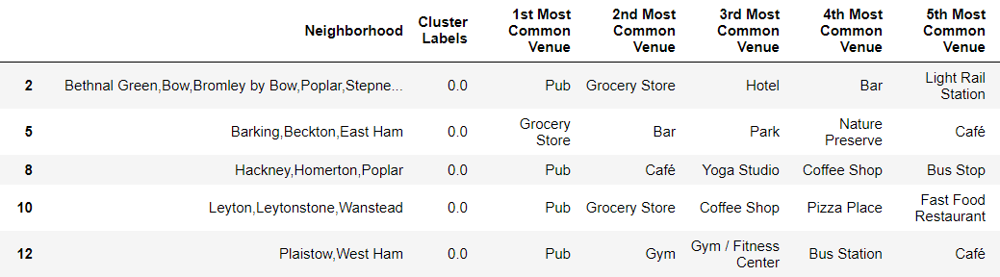 Neighborhood Cluster Labels 1st Most Common Venue 2nd Most Common Venue 3rd Most Common Venue 4th Most Common Venue 5th Most Common Venue
2 Bethnal Green,Bow,Bromley by Bow,Poplar,Stepne... 0.0 Pub Grocery Store Hotel Bar Light Rail Station
5 Barking,Beckton,East Ham 0.0 Grocery Store Bar Park Nature Preserve Café
8 Hackney,Homerton,Poplar 0.0 Pub Café Yoga Studio Coffee Shop Bus Stop
10 Leyton,Leytonstone,Wanstead 0.0 Pub Grocery Store Coffee Shop Pizza Place Fast Food Restaurant
12 Plaistow,West Ham 0.0 Pub Gym Gym / Fitness Center Bus Station Café